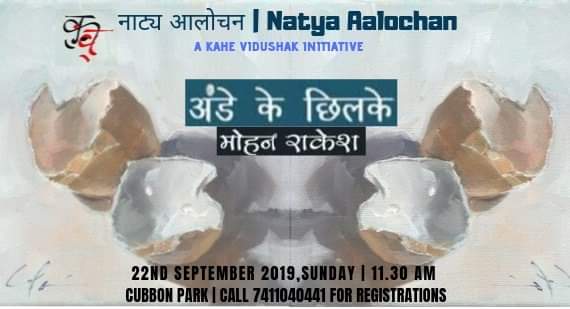 नाट्य आलोचन | Natya Aalochan
A KAHE VIDUSHAK INITIATIVE
अंडे के छिलके
मोहन राकेश
22ND SEPTEMBER 2019,SUNDAY | 11.30 AM
CUBBON PARK | CALL 7411040441 FOR REGISTRATIONS